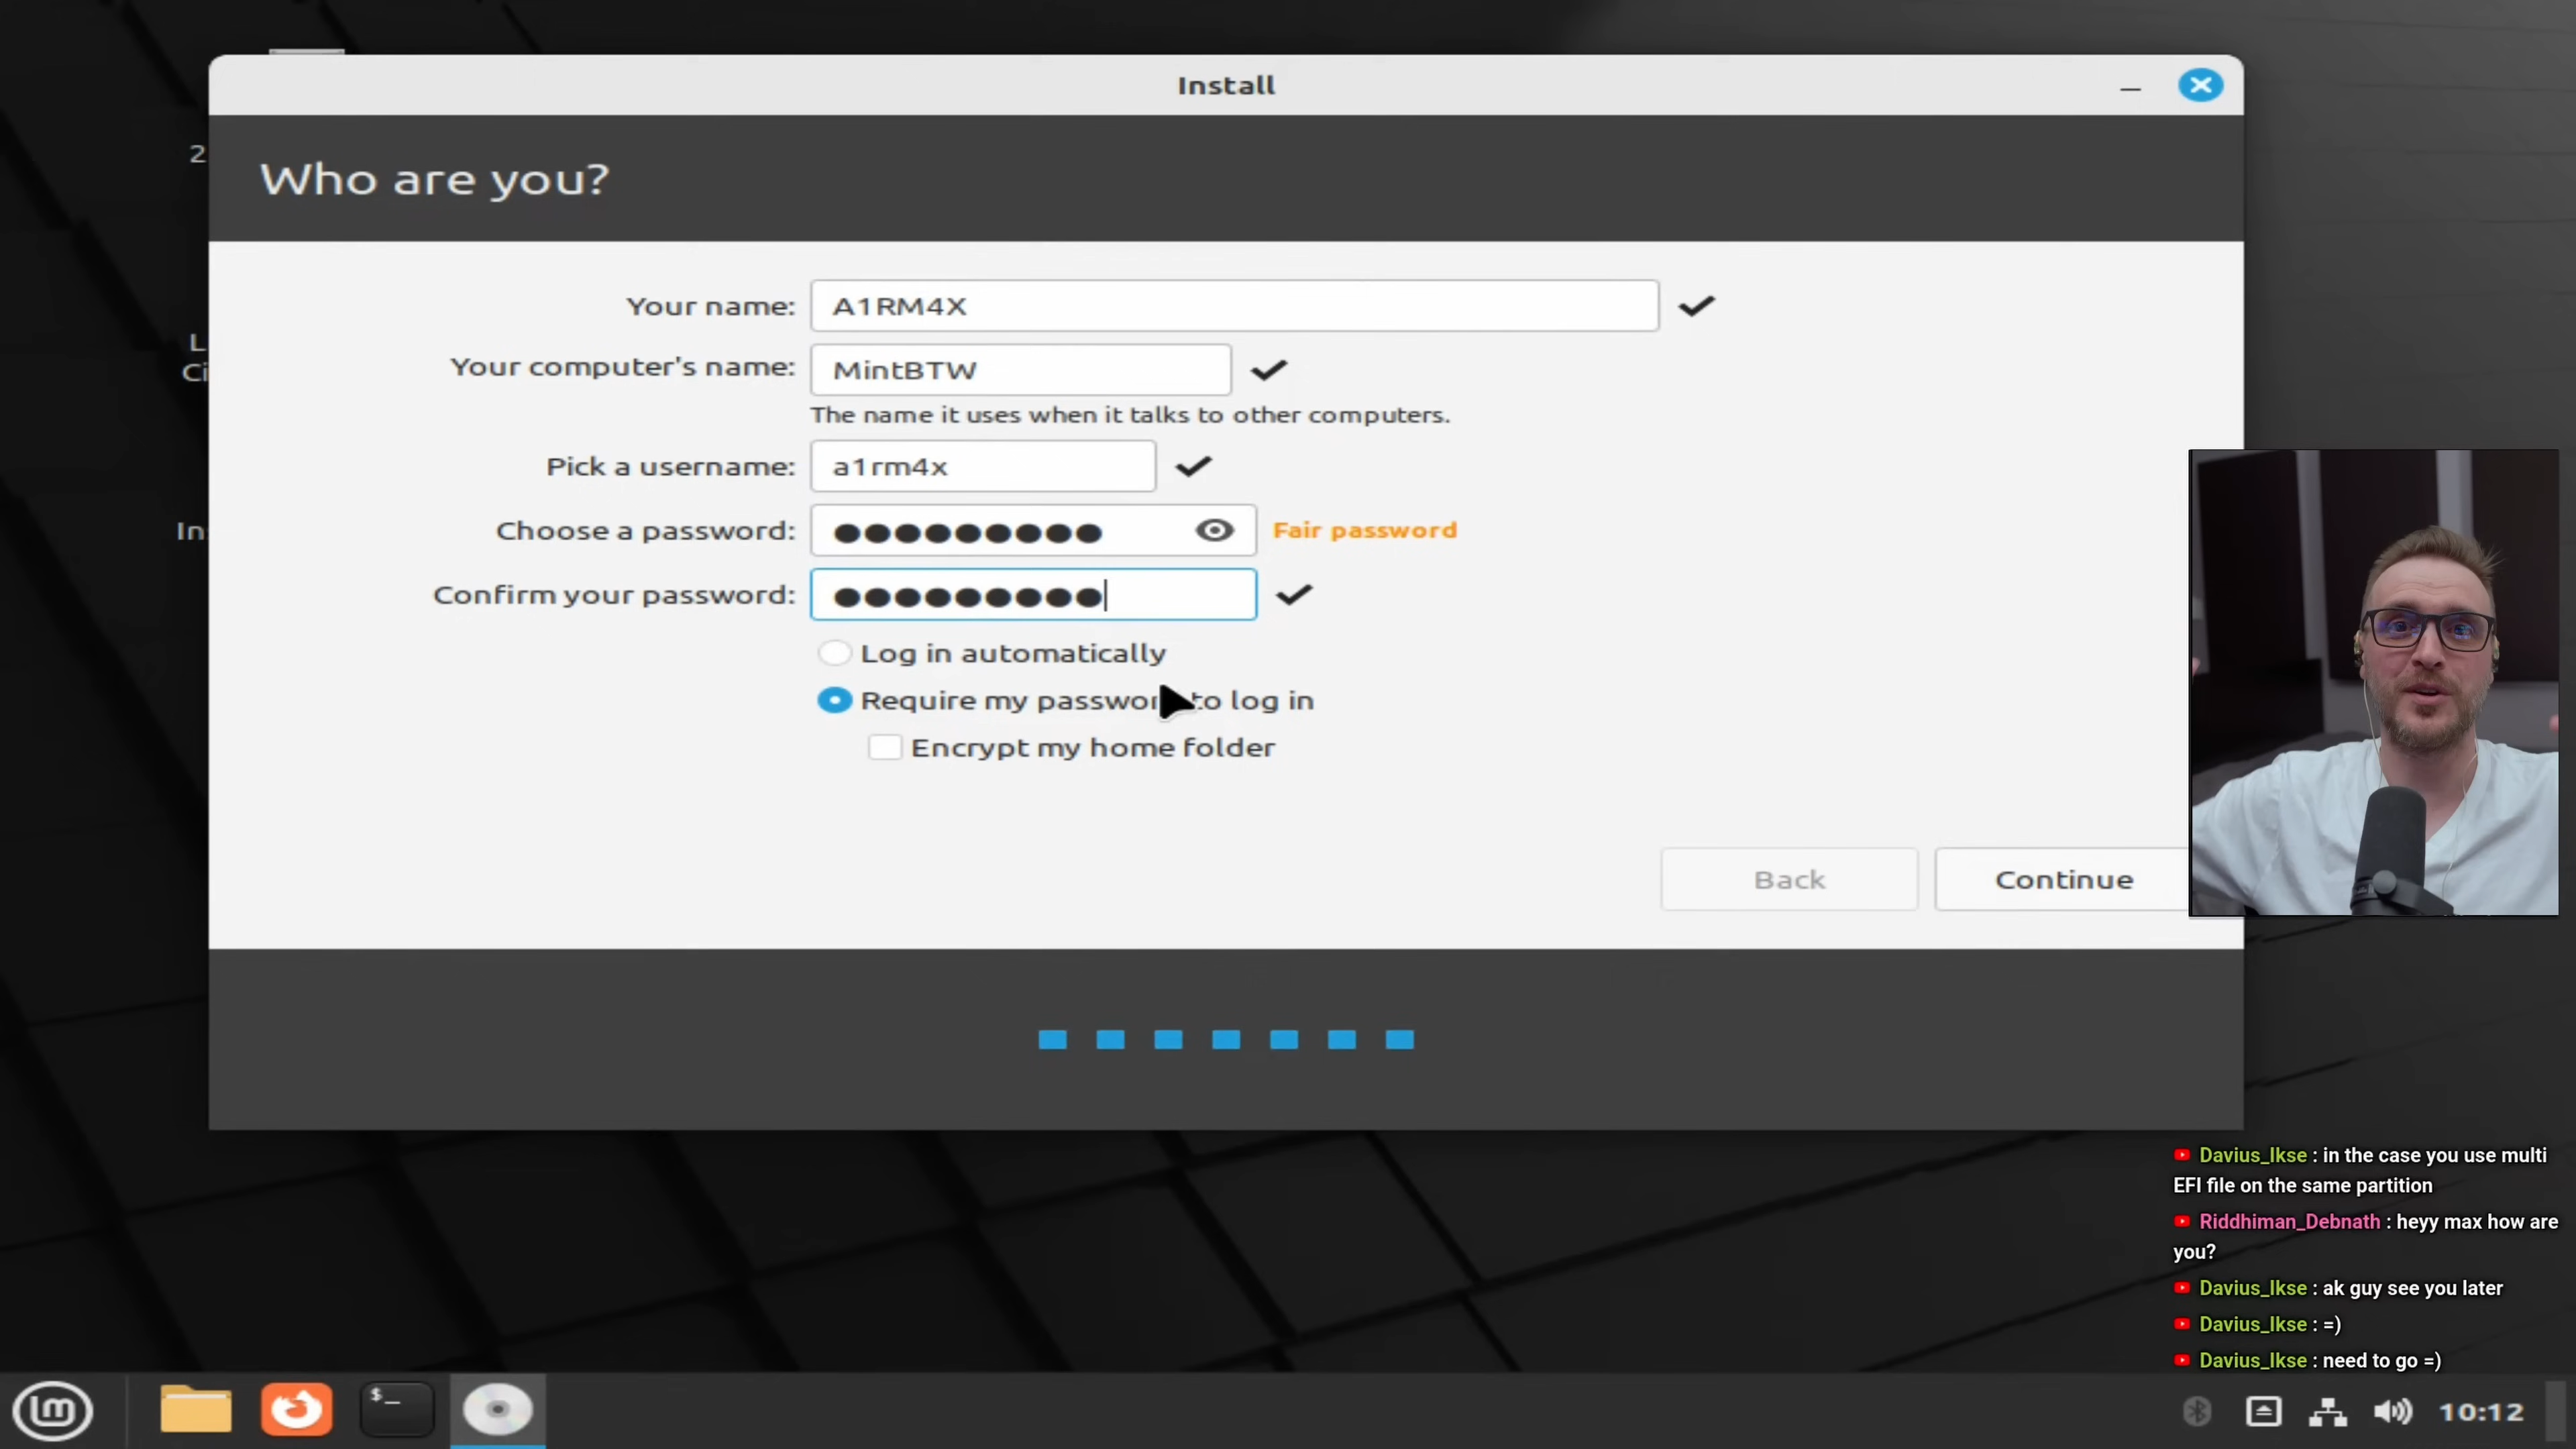 Install
Who are you?
2
Your name: A1RM4X
L
Your computer's name: MintBTW
Ci
The name it uses when it talks to other computers.
Pick a username: a1rm4x
In
Choose a password: ●●●●●●●●● Fair password
Confirm your password: ●●●●●●●●●
Log in automatically
Require my password to log in
Encrypt my home folder
Back Continue
Davius_Ikse : in the case you use multi
EFI file on the same partition
Riddhiman_Debnath : heyy max how are
you?
Davius_Ikse : ak guy see you later
Davius_Ikse : =)
Davius_Ikse : need to go =)
lm $_ 10:12